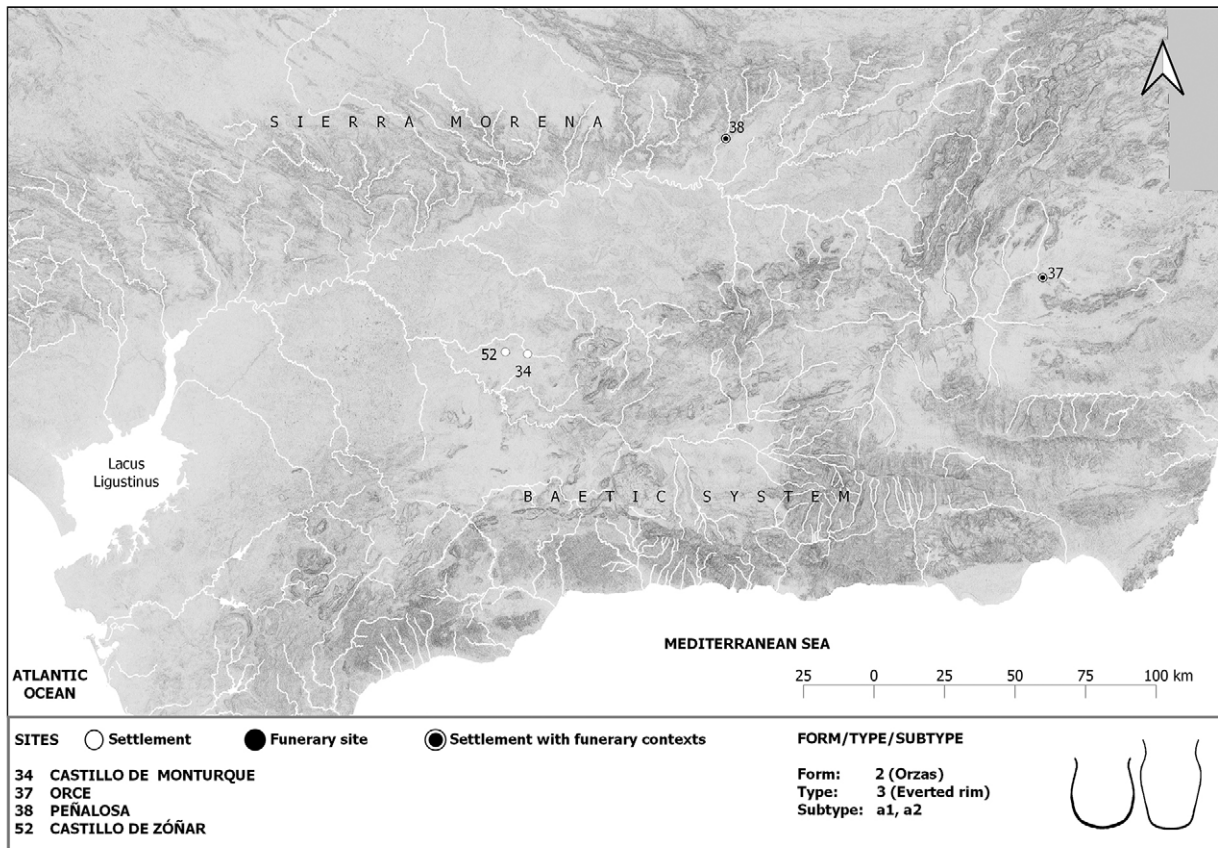 SIERRA MORENA
38
37
52
34
Lacus
Ligustinus
BAETIC SYSTEM
MEDITERRANEAN SEA
ATLANTIC
OCEAN
25 0 25 50 75 100 km
SITES Settlement Funerary site Settlement with funerary contexts
34 CASTILLO DE MONTURQUE
37 ORCE
38 PEÑALOSA
52 CASTILLO DE ZÓÑAR
FORM/TYPE/SUBTYPE
Form: 2 (Orzas)
Type: 3 (Everted rim)
Subtype: a1, a2